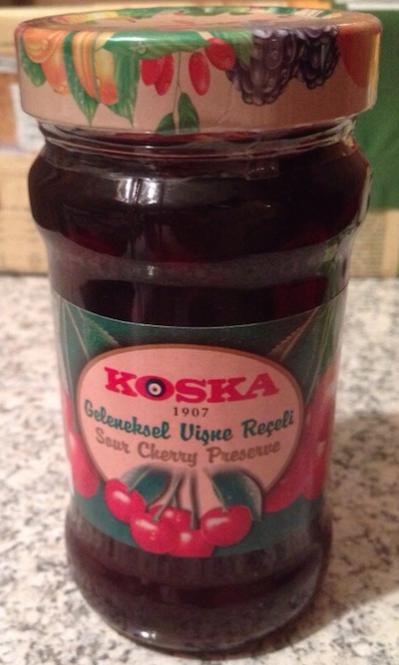 KOSKA
1907
Geleneksel Vişne Reçeli
Sour Cherry Preserve